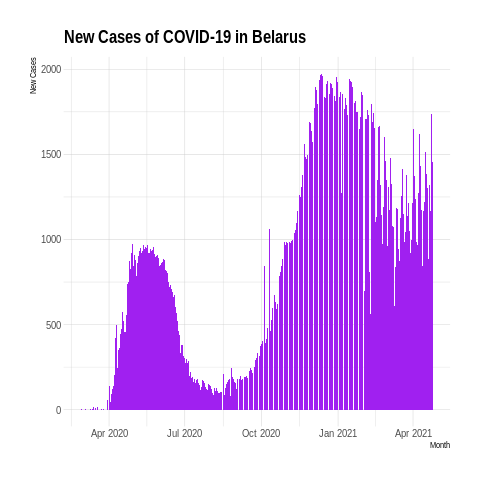 New Cases of COVID-19 in Belarus
New Cases
2000
1500
1000
500
0
Apr 2020 Jul 2020 Oct 2020 Jan 2021 Apr 2021
Month